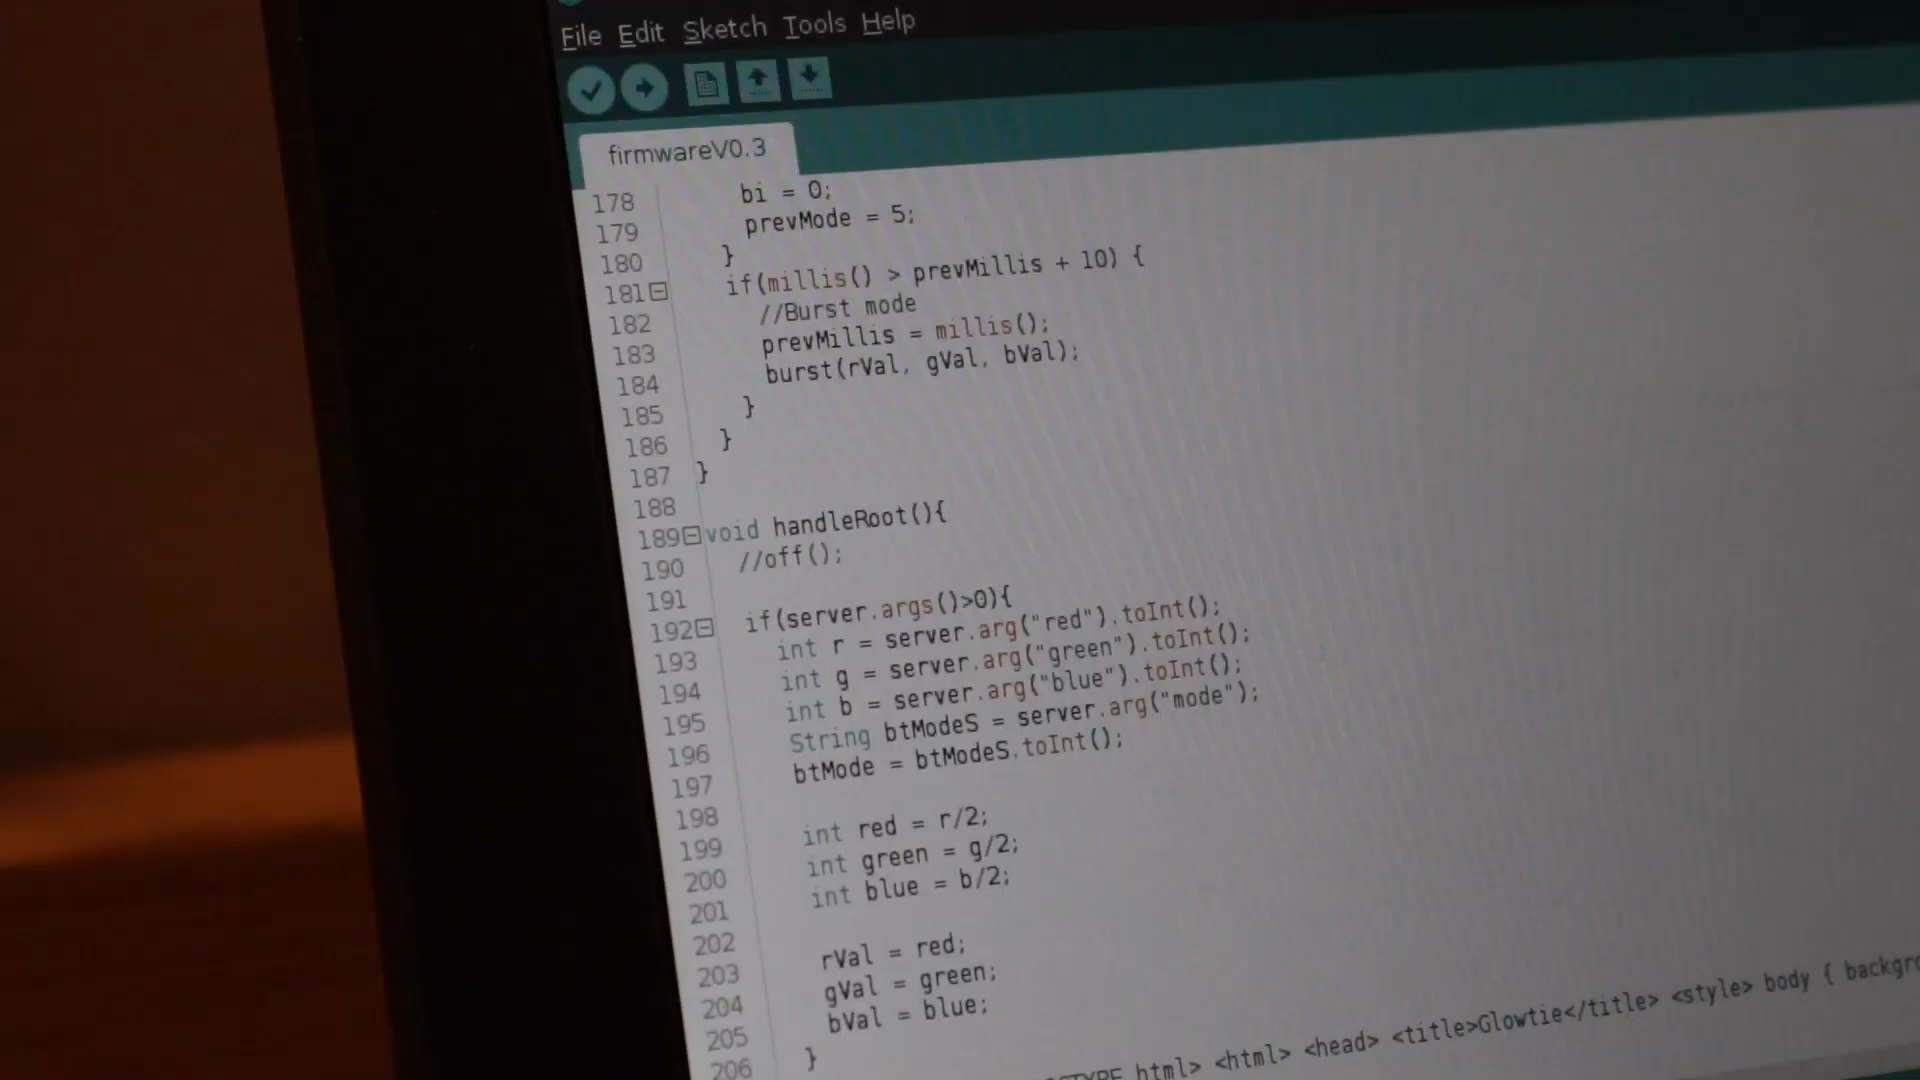 File Edit Sketch Tools Help
firmwareV0.3
178 bi = 0;
179 prevMode = 5;
180 }
181 if(millis() > prevMillis + 10) {
182 //Burst mode
183 prevMillis = millis();
184 burst(rVal, gVal, bVal);
185 }
186 }
187 }
188
189 void handleRoot(){
190 //off();
191
192 if(server.args()>0){
193 int r = server.arg("red").toInt();
194 int g = server.arg("green").toInt();
195 int b = server.arg("blue").toInt();
196 String btModeS = server.arg("mode");
197 btMode = btModeS.toInt();
198
199 int red = r/2;
200 int green = g/2;
201 int blue = b/2;
202
203 rVal = red;
204 gVal = green;
205 bVal = blue;
206 }
html> <html> <head> <title>Glowtie</title> <style> body {